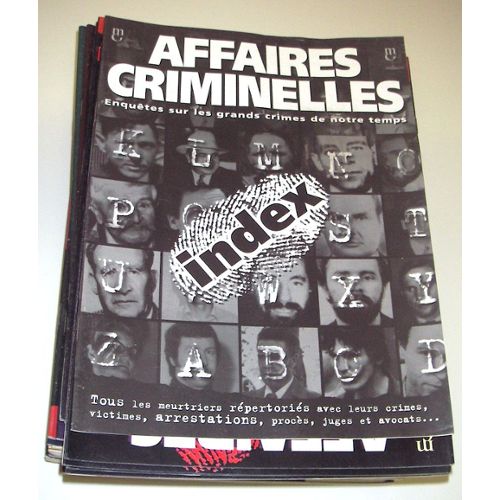 AFFAIRES
CRIMINELLES
Enquêtes sur les grands crimes de notre temps
K L M N O
P S T
U W X Y
Z A B C D
index
Tous les meurtriers répertoriés avec leurs crimes,
victimes, arrestations, procès, juges et avocats...